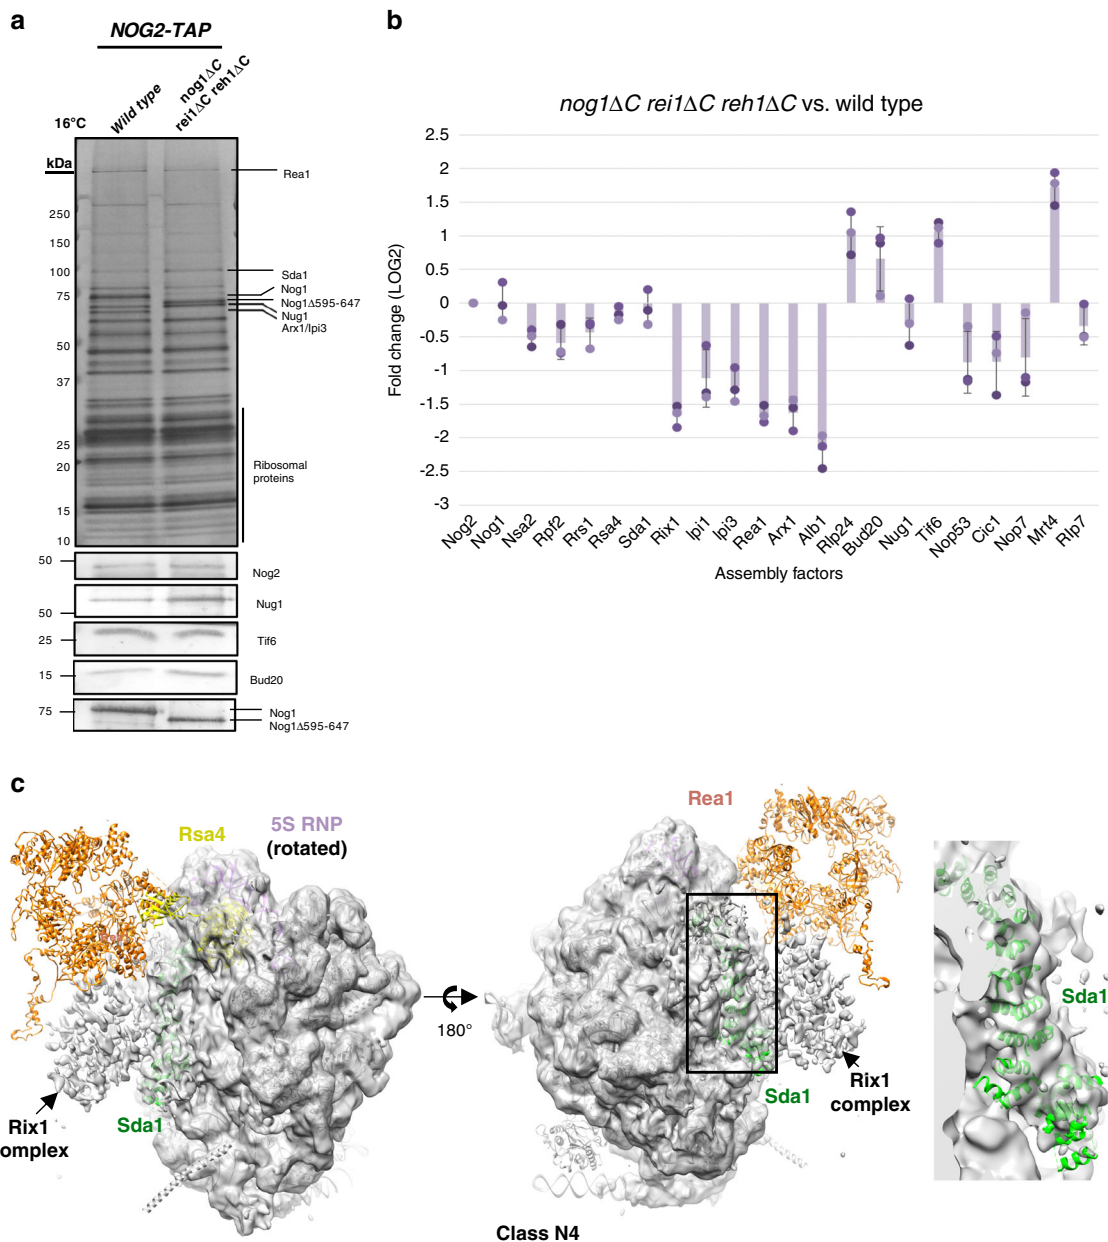 a
NOG2-TAP
Wild type
nog1ΔC
rei1ΔC reh1ΔC
16°C
kDa
250
150
100
75
50
37
25
20
15
10
Rea1
Sda1
Nog1
Nog1Δ595-647
Nug1
Arx1/Ipi3
Ribosomal
proteins
50
Nog2
50
Nug1
25
Tif6
15
Bud20
75
Nog1
Nog1Δ595-647
b
nog1ΔC rei1ΔC reh1ΔC vs. wild type
Fold change (LOG2)
2.5
2
1.5
1
0.5
0
-0.5
-1
-1.5
-2
-2.5
-3
Nog2
Nog1
Nsa2
Rpf2
Rrs1
Rsa4
Sda1
Rix1
Ipi1
Ipi3
Rea1
Arx1
Alb1
Rlp24
Bud20
Nug1
Tif6
Nop53
Cic1
Nop7
Mrt4
Rlp7
Assembly factors
c
Rsa4
5S RNP
(rotated)
Rix1
omplex
Sda1
180°
Rea1
Sda1
Rix1
complex
Sda1
Class N4